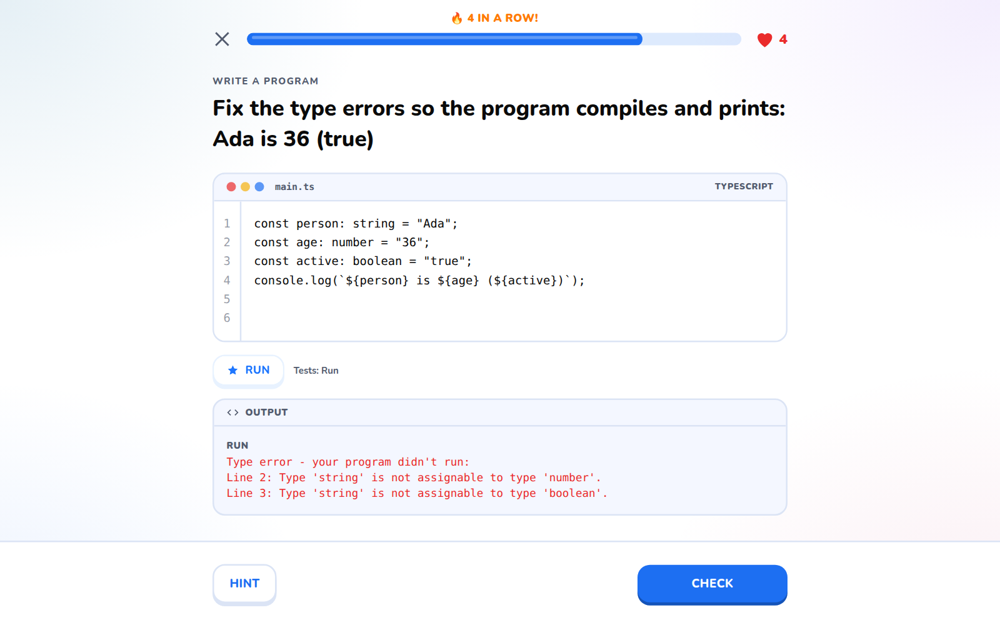 🔥 4 IN A ROW!
4
WRITE A PROGRAM
Fix the type errors so the program compiles and prints:
Ada is 36 (true)
main.ts
TYPESCRIPT
1 const person: string = "Ada";
2 const age: number = "36";
3 const active: boolean = "true";
4 console.log(`${person} is ${age} (${active})`);
5
6
RUN
Tests: Run
<> OUTPUT
RUN
Type error - your program didn't run:
Line 2: Type 'string' is not assignable to type 'number'.
Line 3: Type 'string' is not assignable to type 'boolean'.
HINT
CHECK